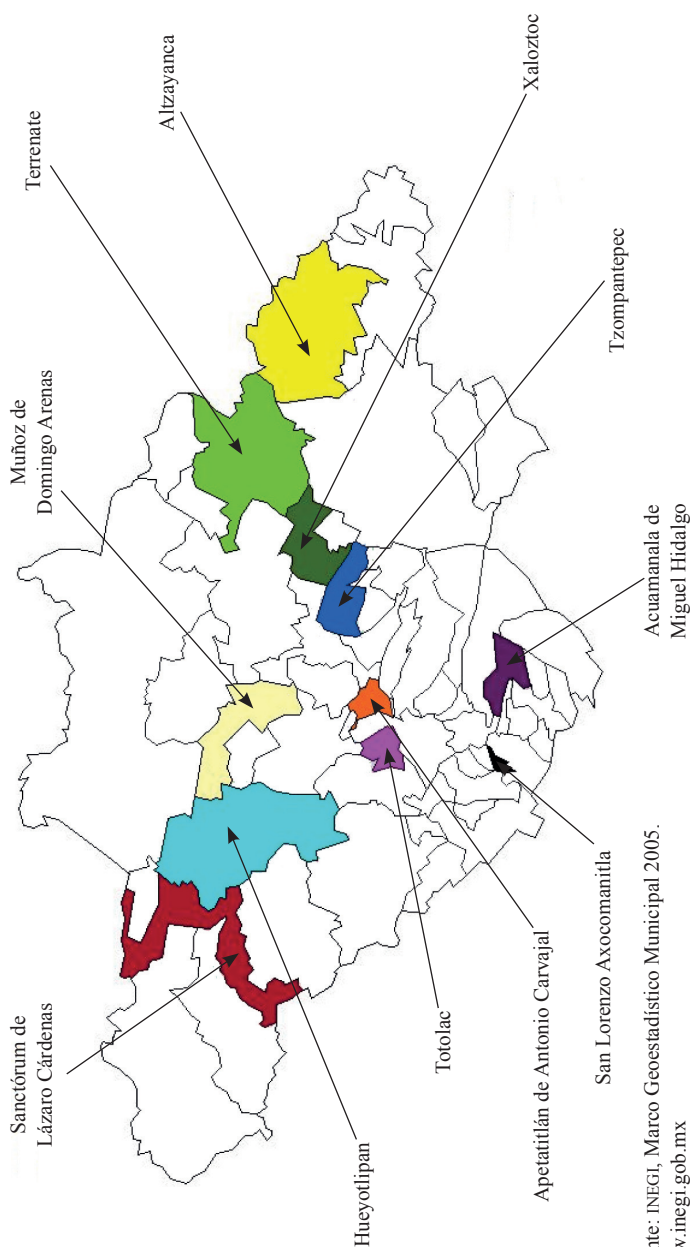 Sanctórum de
Lázaro Cárdenas
Muñoz de
Domingo Arenas
Terrenate
Altzayanca
Hueyotlipan
Totolac
Apetatitlán de Antonio Carvajal
San Lorenzo Axocomanitla
Acuamanala de
Miguel Hidalgo
Tzompantepec
Xaloztoc
nte: INEGI, Marco Geoestadístico Municipal 2005.
w.inegi.gob.mx